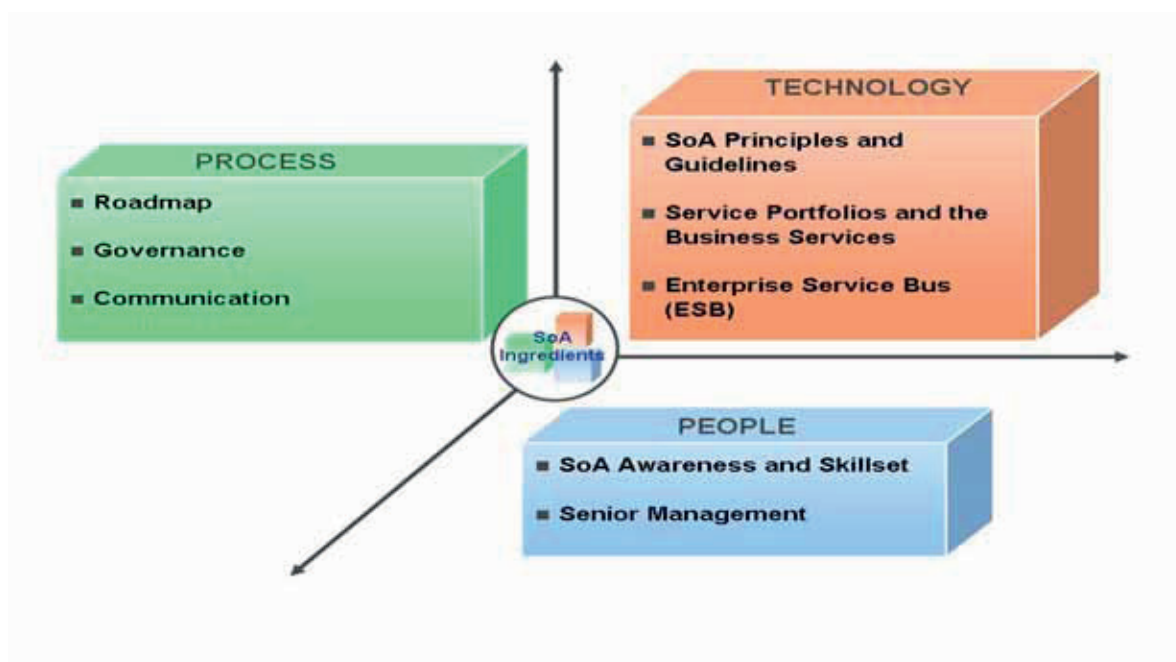 PROCESS
Roadmap
Governance
Communication
TECHNOLOGY
SoA Principles and
Guidelines
Service Portfolios and the
Business Services
Enterprise Service Bus
(ESB)
SoA
Ingredients
PEOPLE
SoA Awareness and Skillset
Senior Management